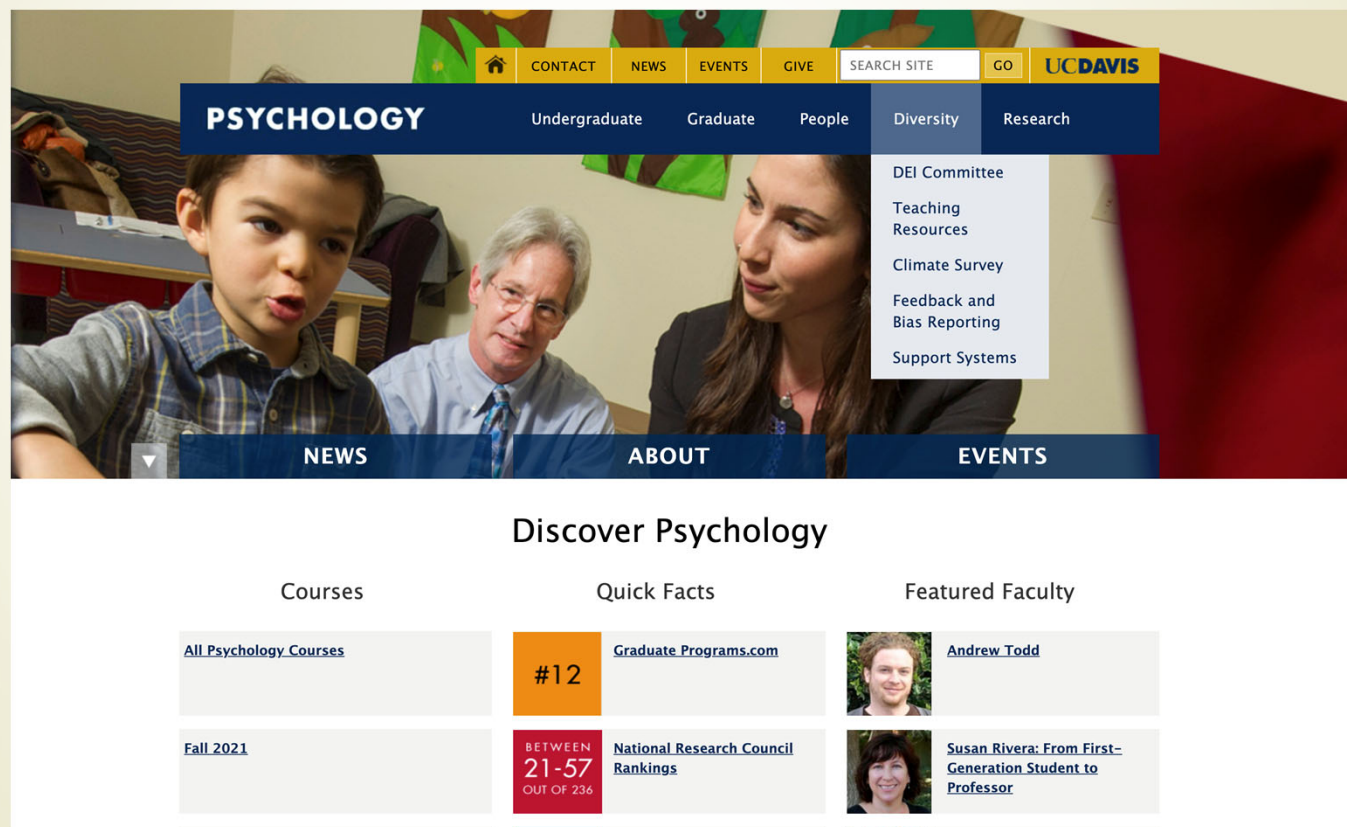 CONTACT NEWS EVENTS GIVE SEARCH SITE GO UCDAVIS
PSYCHOLOGY Undergraduate Graduate People Diversity Research
DEI Committee
Teaching
Resources
Climate Survey
Feedback and
Bias Reporting
Support Systems
NEWS ABOUT EVENTS
Discover Psychology
Courses
All Psychology Courses
Fall 2021
Quick Facts
#12
Graduate Programs.com
BETWEEN
21-57
OUT OF 236
National Research Council
Rankings
Featured Faculty
Andrew Todd
Susan Rivera: From First-
Generation Student to
Professor